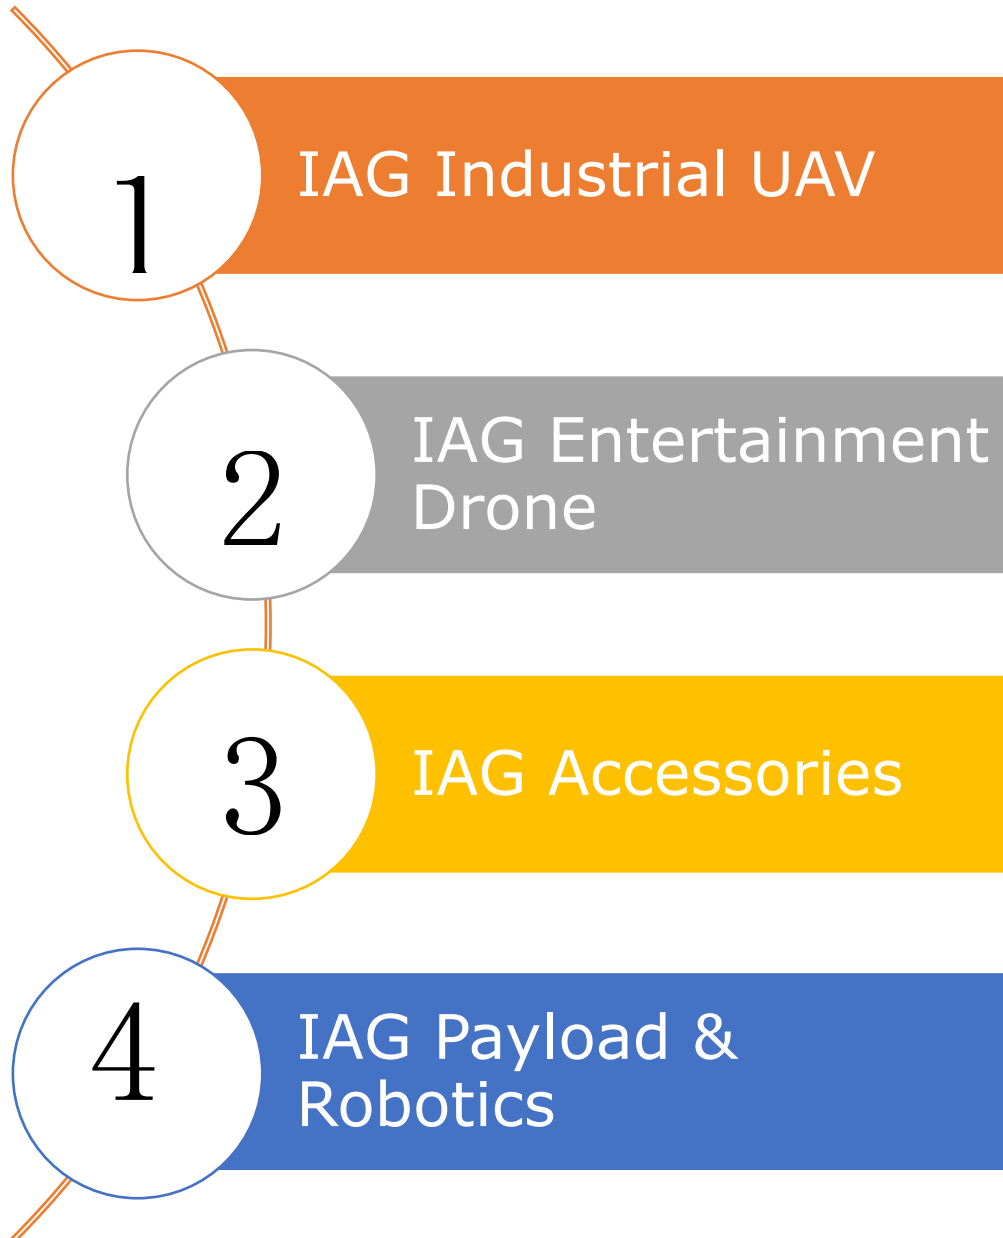 1
IAG Industrial UAV
2
IAG Entertainment
Drone
3
IAG Accessories
4
IAG Payload &
Robotics